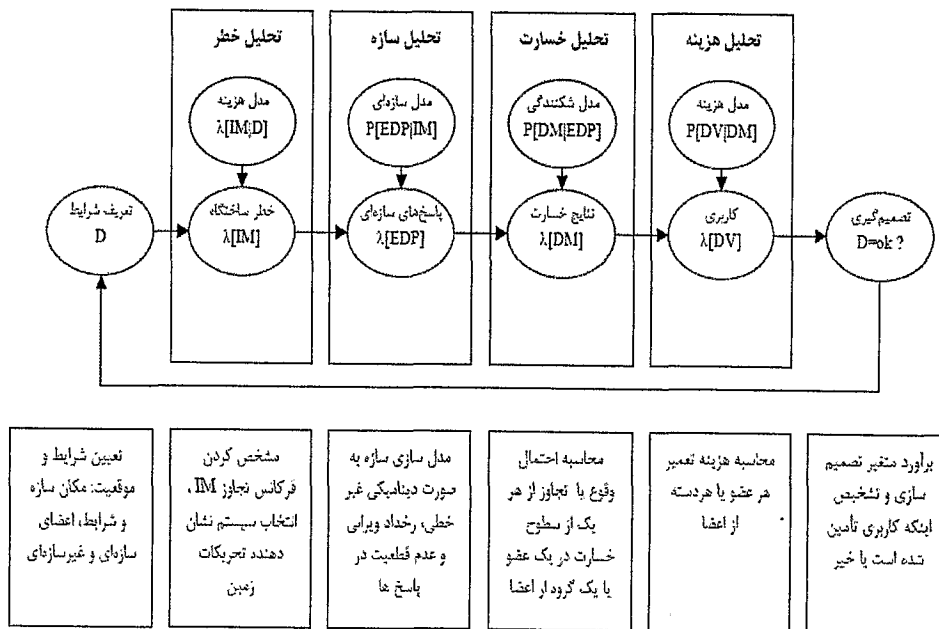 تحلیل خطر
تحلیل سازه
تحلیل خسارت
تحلیل هزینه
مدل هزینه
λ[IM|D]
مدل سازه‌ای
P[EDP|IM]
مدل شکنندگی
P[DM|EDP]
مدل هزینه
P[DV|DM]
تعریف شرایط
D
خطر ساختگاه
λ[IM]
پاسخ‌های سازه‌ای
λ[EDP]
نتایج خسارت
λ[DM]
کاربری
λ[DV]
تصمیم‌گیری
D=ok ?
تعیین شرایط و
موقعیت: مکان سازه
و شرایط، اعضای
سازه‌ای و غیرسازه‌ای
مشخص کردن
فرکانس تجاوز IM،
انتخاب سیستم نشان
دهنده تحریکات
زمین
مدل سازی سازه به
صورت دینامیکی غیر
خطی، رخداد ویرانی
و عدم قطعیت در
پاسخ ها
محاسبه احتمال
وقوع یا تجاوز از هر
یک از سطوح
خسارت در یک عضو
یا یک گروه از اعضا
محاسبه هزینه تعمیر
هر عضو یا هردسته
از اعضا
برآورد متغیر تصمیم
سازی و تشخیص
اینکه کاربری تأمین
شده است یا خیر